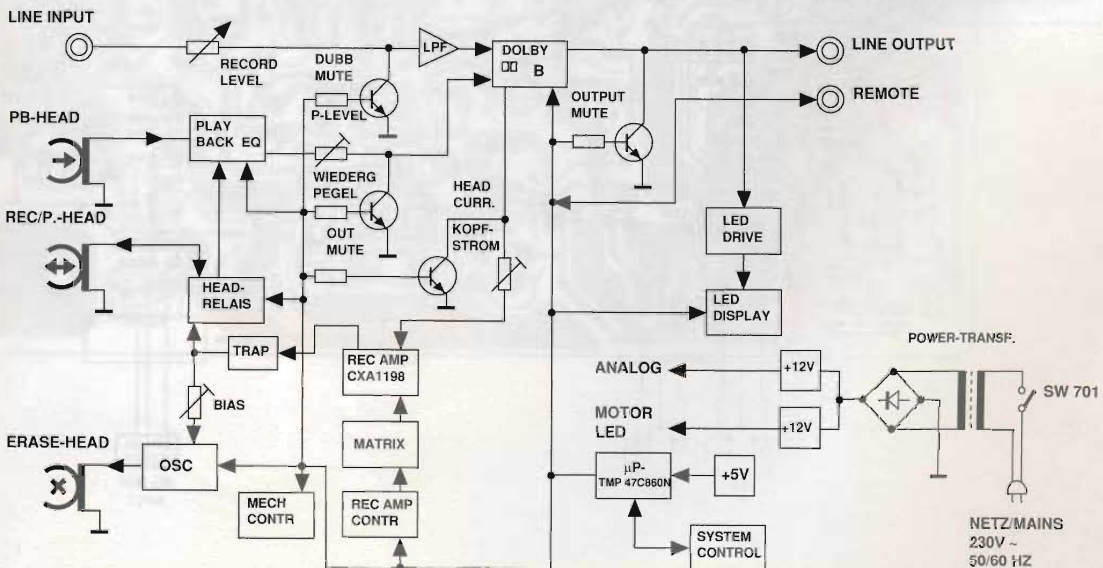 LINE INPUT
RECORD
LEVEL
DUBB
MUTE
P-LEVEL
LPF
DOLBY
B
LINE OUTPUT
REMOTE
OUTPUT
MUTE
PB-HEAD
PLAY
BACK EQ
WIEDERG
PEGEL
OUT
MUTE
HEAD
CURR.
KOPF-
STROM
REC/P.-HEAD
HEAD-
RELAIS
TRAP
REC AMP
CXA1198
BIAS
MATRIX
REC AMP
CONTR
ERASE-HEAD
OSC
MECH
CONTR
LED
DRIVE
LED
DISPLAY
ANALOG
+12V
MOTOR
LED
+12V
µP-
TMP 47C860N
+5V
SYSTEM
CONTROL
POWER-TRANSF.
SW 701
NETZ/MAINS
230V ~
50/60 HZ